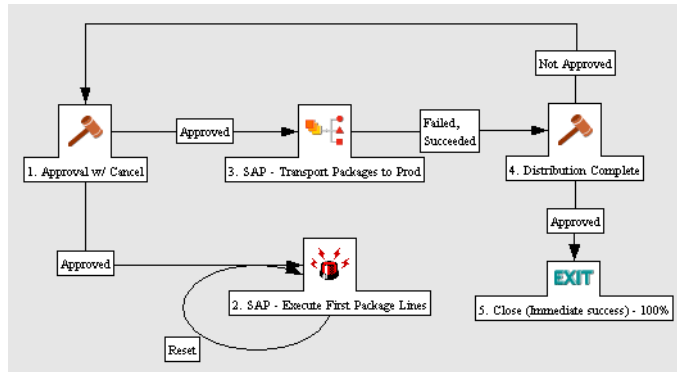 Not Approved
Approved
Failed,
Succeeded
1. Approval w/ Cancel
3. SAP - Transport Packages to Prod
4. Distribution Complete
Approved
Approved
EXIT
2. SAP - Execute First Package Lines
5. Close (Immediate success) - 100%
Reset